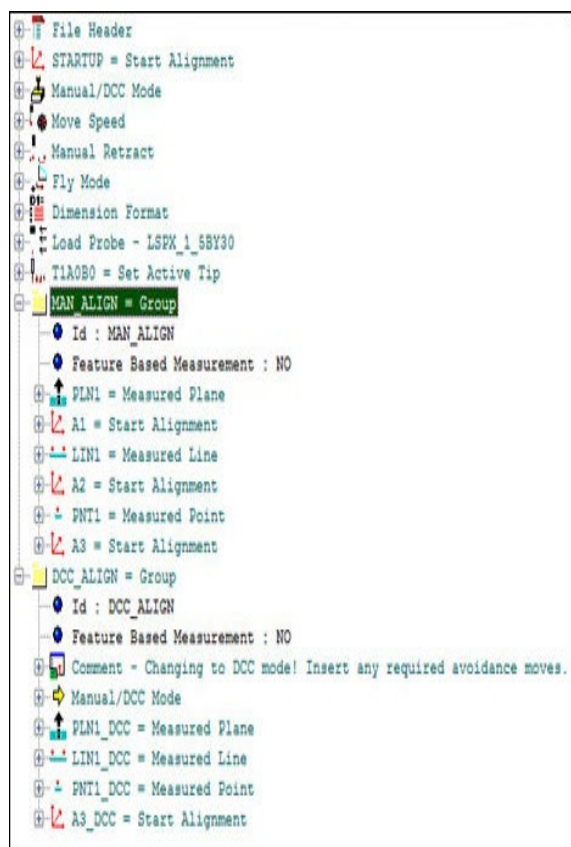 File Header
STARTUP = Start Alignment
Manual/DCC Mode
Move Speed
Manual Retract
Fly Mode
Dimension Format
Load Probe - LSPX_1_5BY30
T1A0B0 = Set Active Tip
MAN_ALIGN = Group
Id : MAN_ALIGN
Feature Based Measurement : NO
PLN1 = Measured Plane
A1 = Start Alignment
LIN1 = Measured Line
A2 = Start Alignment
PNT1 = Measured Point
A3 = Start Alignment
DCC_ALIGN = Group
Id : DCC_ALIGN
Feature Based Measurement : NO
Comment - Changing to DCC mode! Insert any required avoidance moves.
Manual/DCC Mode
PLN1_DCC = Measured Plane
LIN1_DCC = Measured Line
PNT1_DCC = Measured Point
A3_DCC = Start Alignment